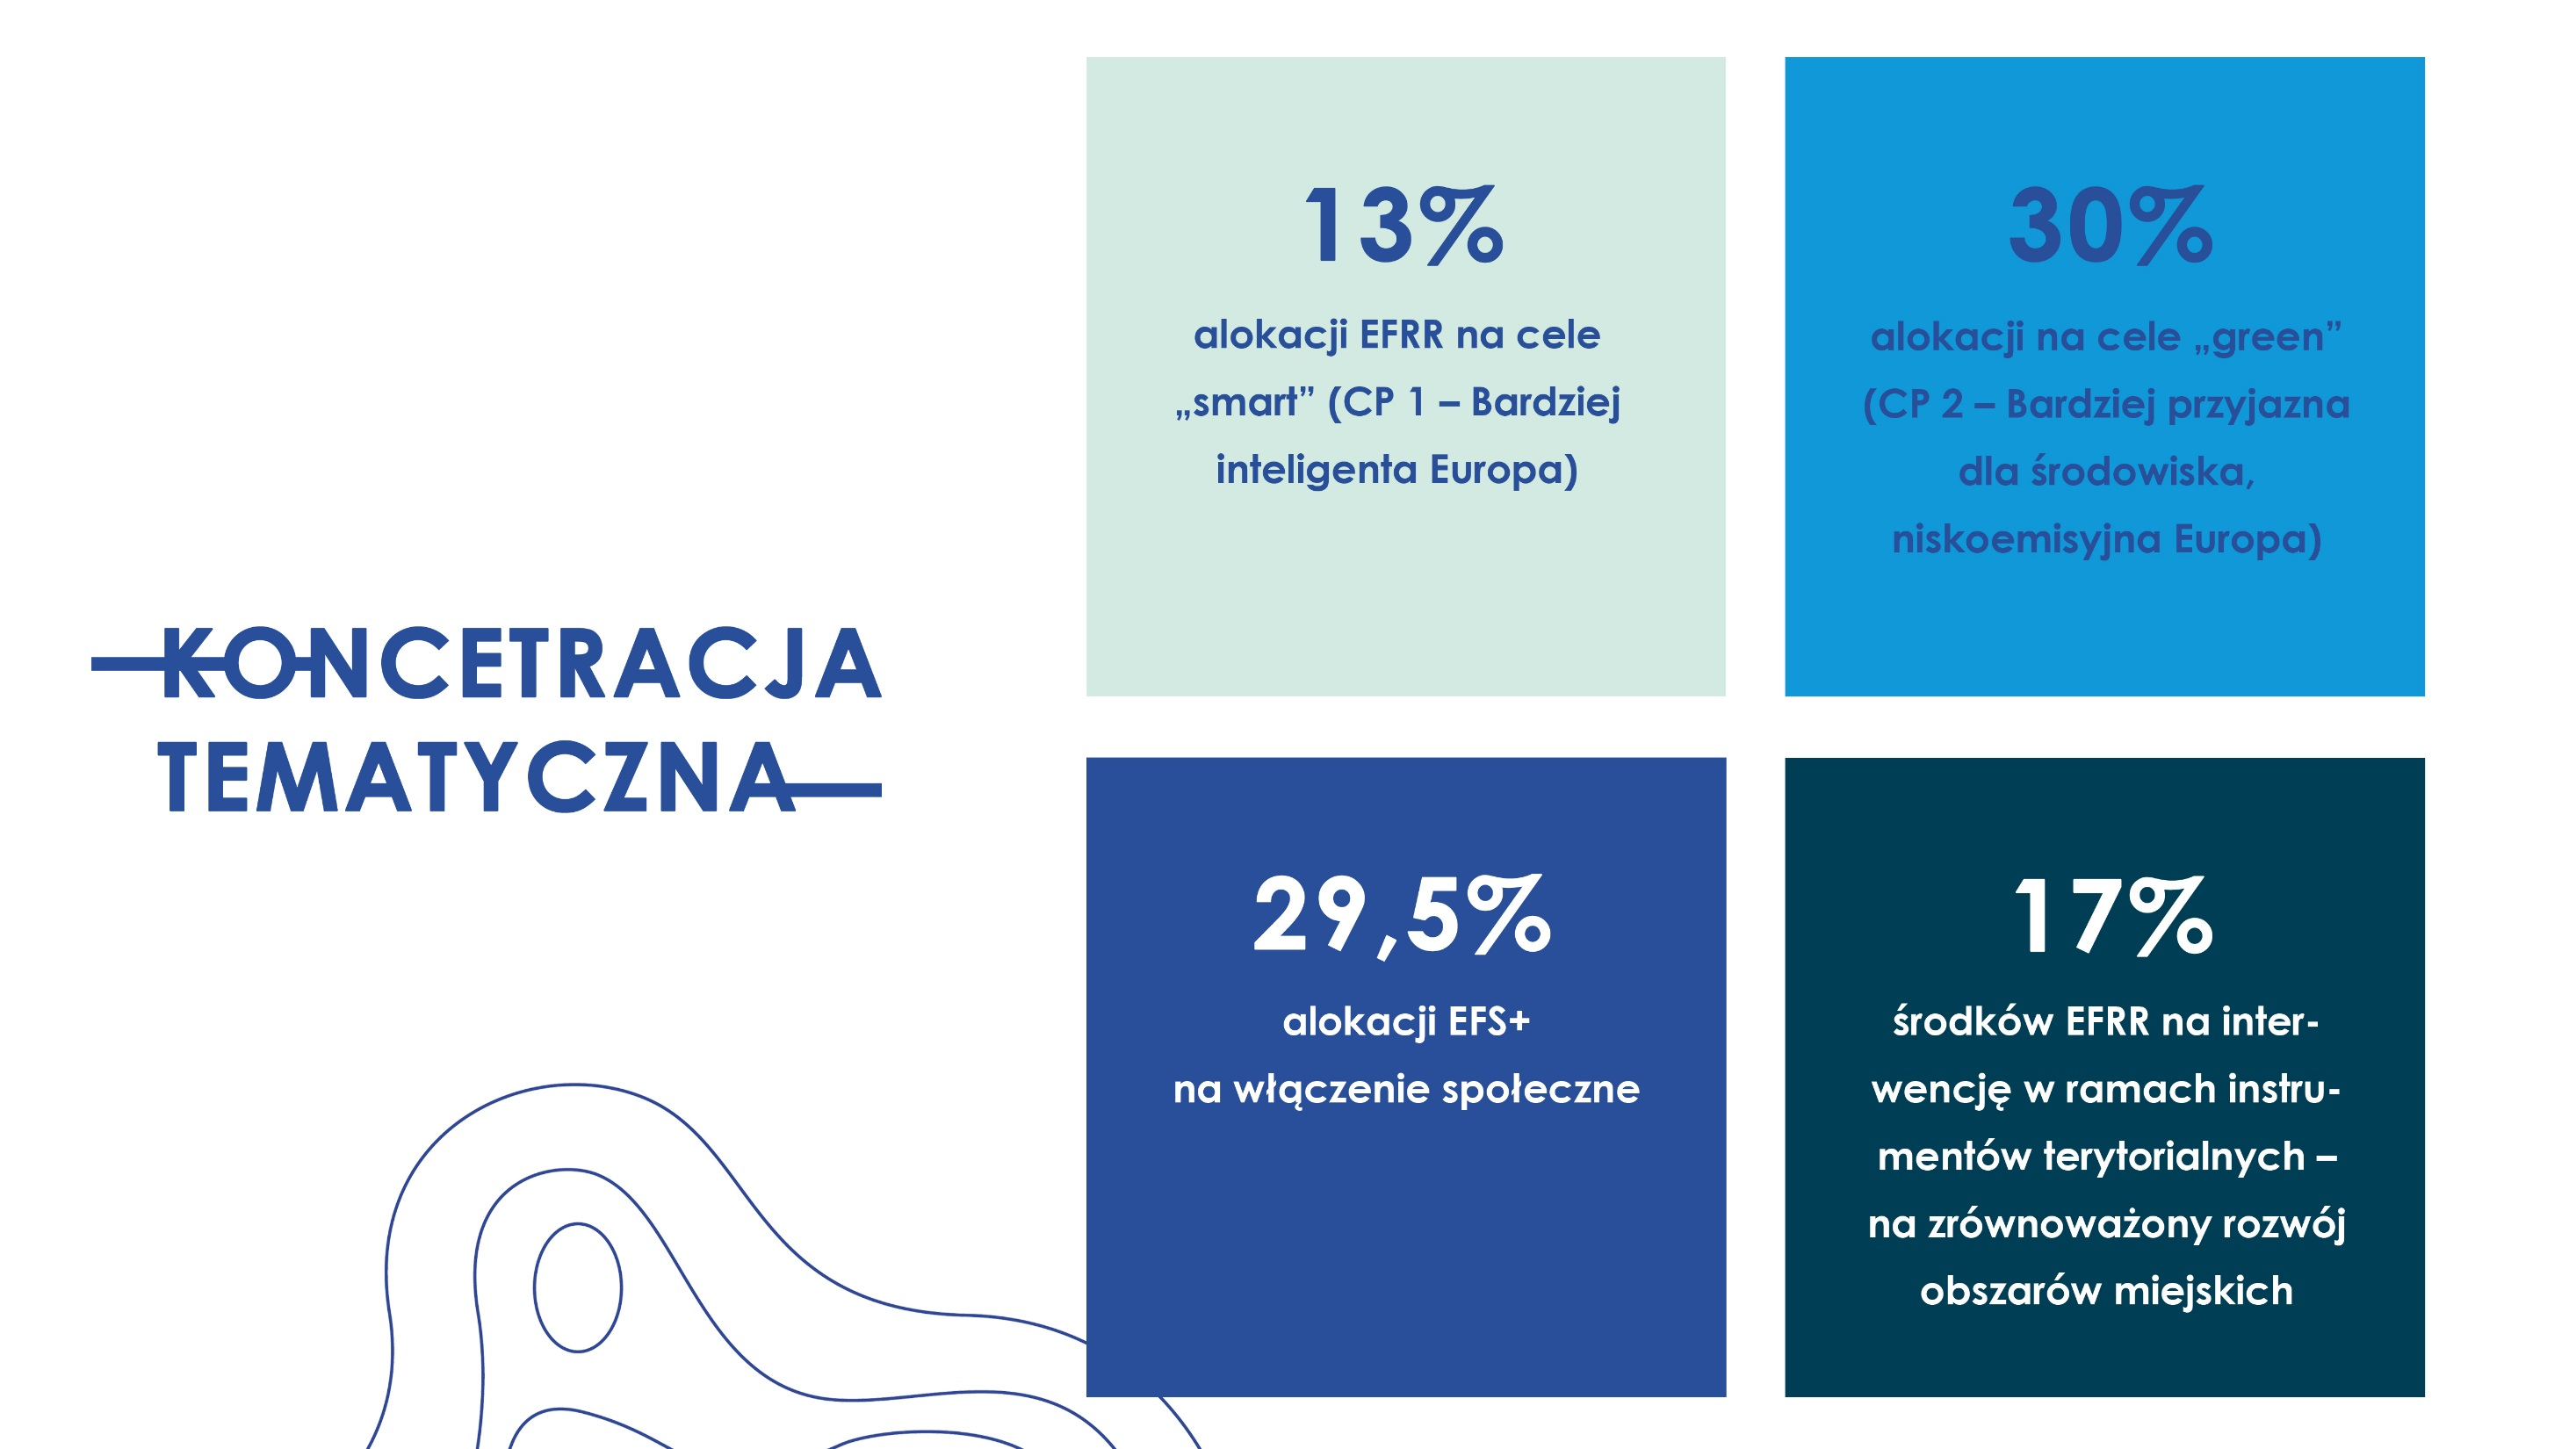 KONCETRACJA
TEMATYCZNA
13%
alokacji EFRR na cele
„smart” (CP 1 – Bardziej
inteligenta Europa)
30%
alokacji na cele „green”
(CP 2 – Bardziej przyjazna
dla środowiska,
niskoemisyjna Europa)
29,5%
alokacji EFS+
na włączenie społeczne
17%
środków EFRR na inter-
wencję w ramach instru-
mentów terytorialnych –
na zrównoważony rozwój
obszarów miejskich